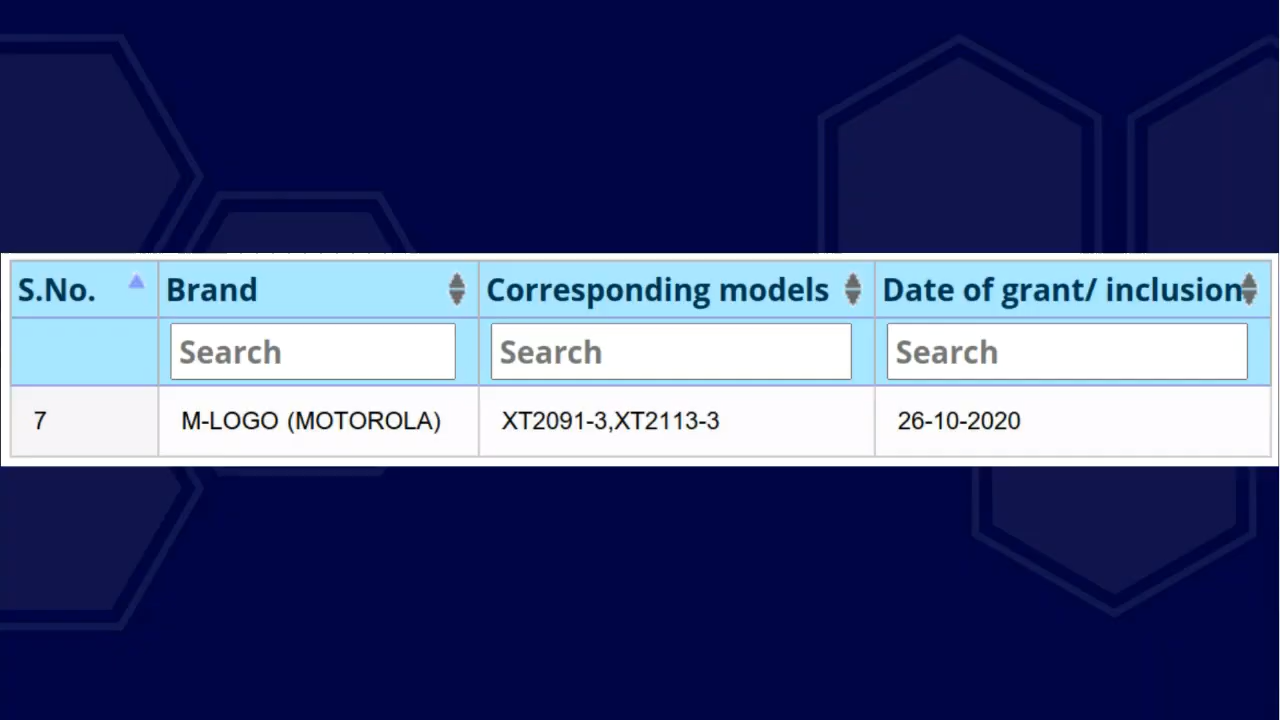 S.No. Brand Corresponding models Date of grant/ inclusion
Search Search Search
7 M-LOGO (MOTOROLA) XT2091-3,XT2113-3 26-10-2020